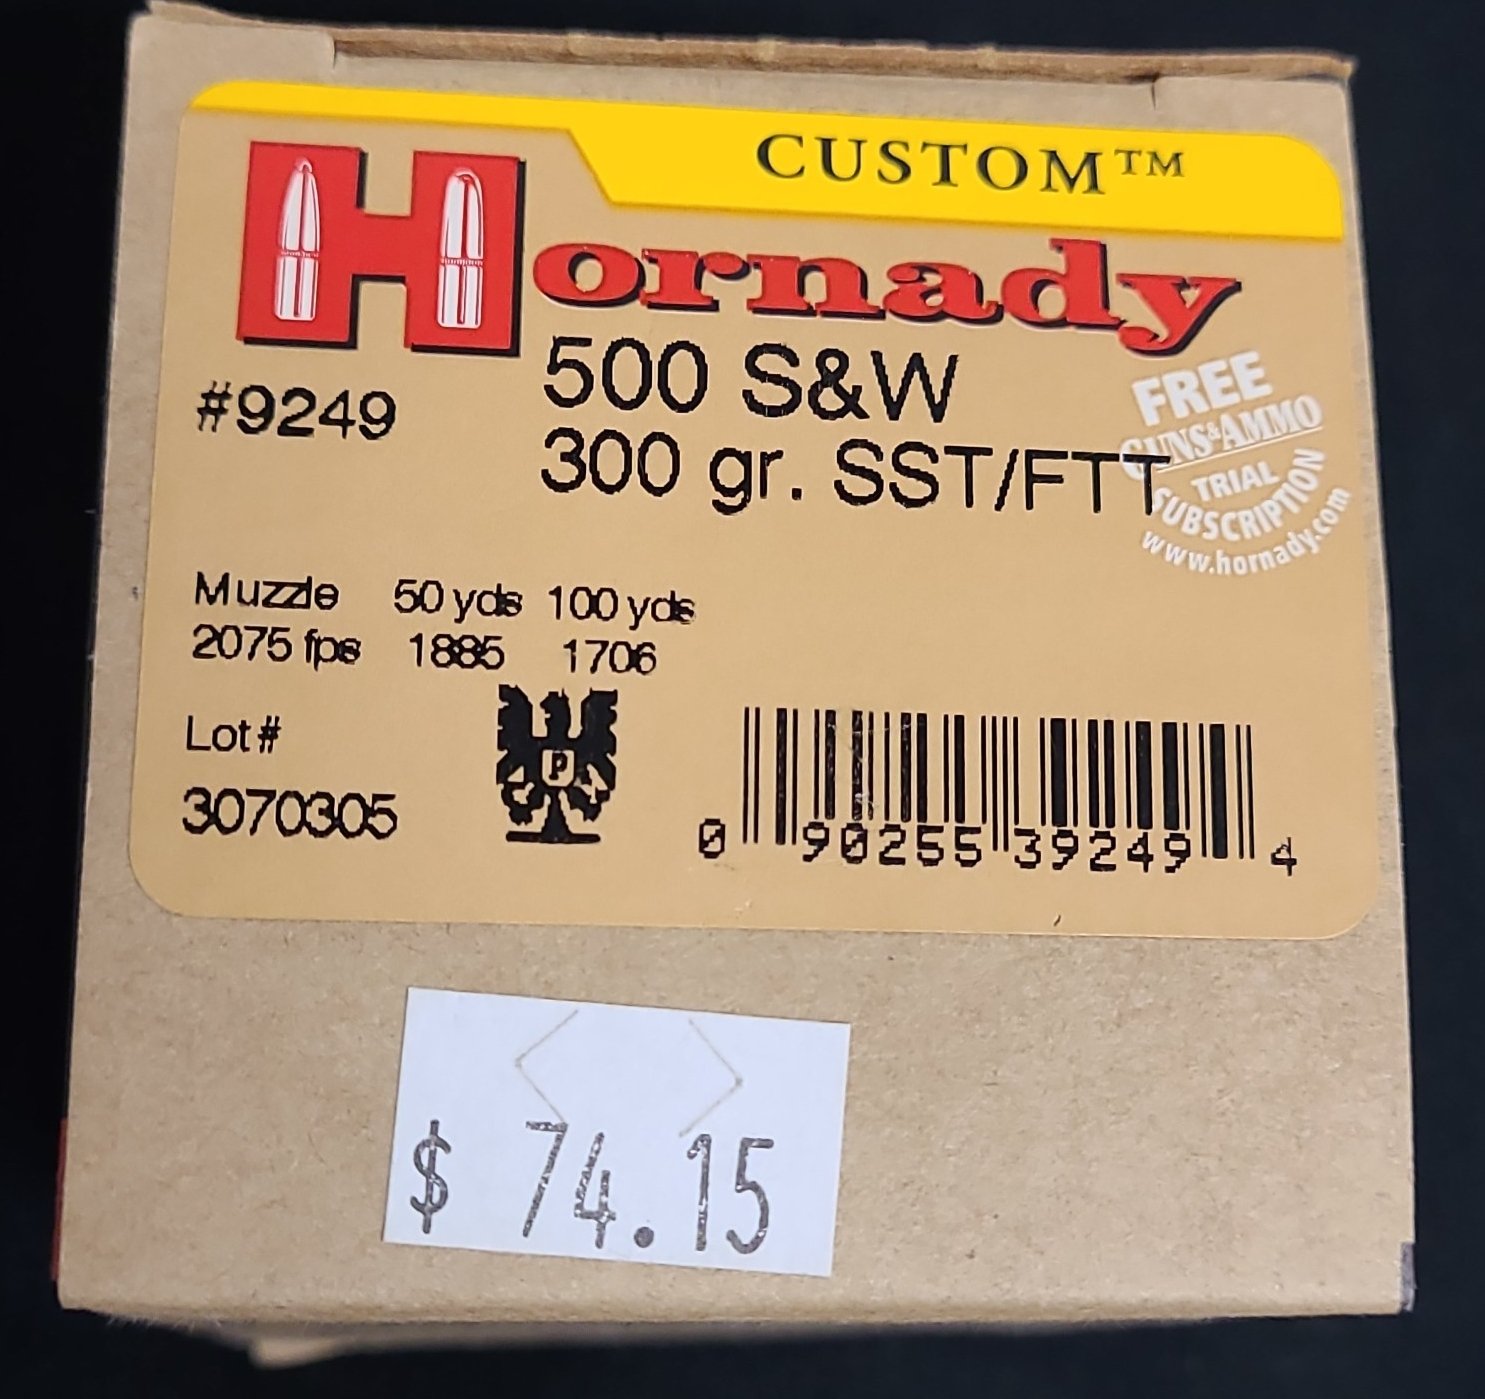 CUSTOM™
Hornady
#9249
500 S&W
300 gr. SST/FTT
FREE
GUNS&AMMO
TRIAL
SUBSCRIPTION
www.hornady.com
Muzzle 50 yds 100 yds
2075 fps 1885 1706
Lot#
3070305
P
0 90255 39249 4
$ 74.15